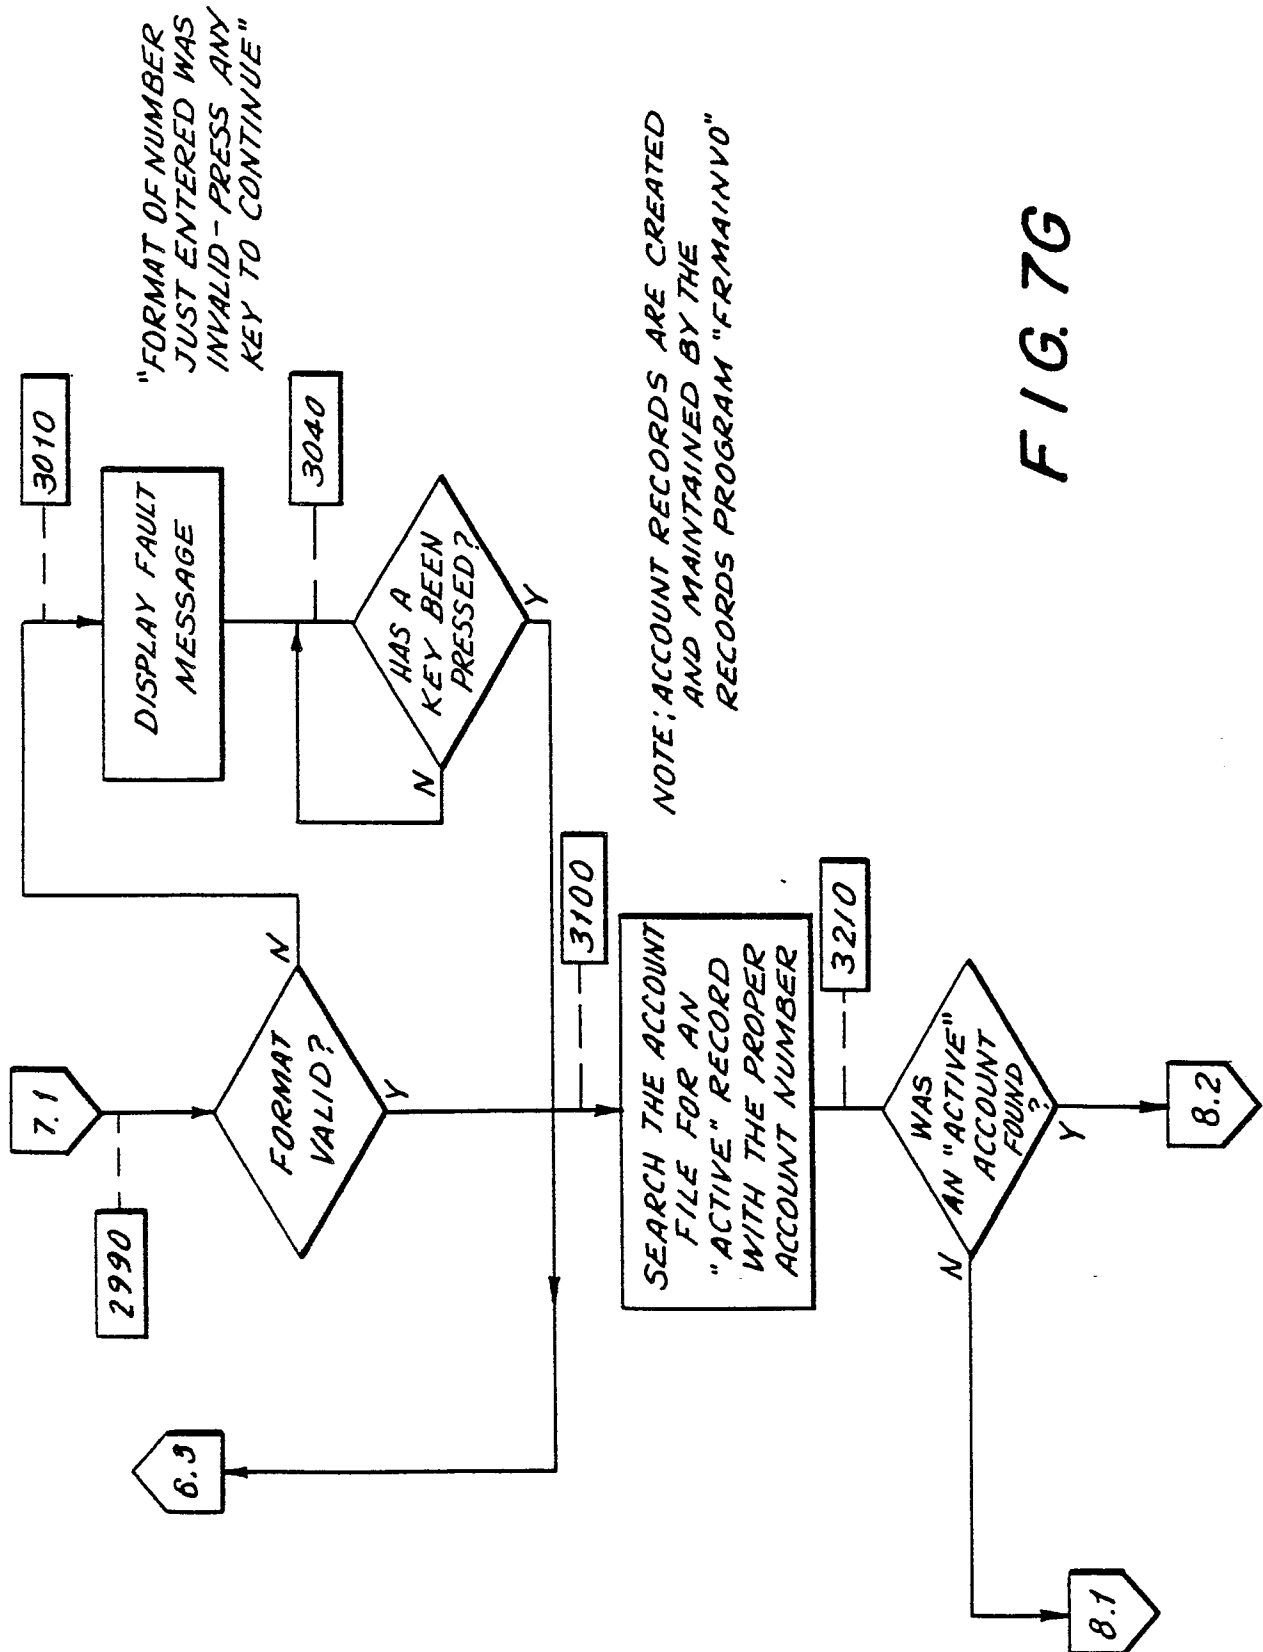 7.1
2990
FORMAT
VALID?
N
Y
3010
DISPLAY FAULT
MESSAGE
"FORMAT OF NUMBER
JUST ENTERED WAS
INVALID-PRESS ANY
KEY TO CONTINUE"
3040
HAS A
KEY BEEN
PRESSED?
N
Y
6.3
3100
SEARCH THE ACCOUNT
FILE FOR AN
"ACTIVE" RECORD
WITH THE PROPER
ACCOUNT NUMBER
NOTE: ACCOUNT RECORDS ARE CREATED
AND MAINTAINED BY THE
RECORDS PROGRAM "FRMAINVO"
3210
WAS
AN "ACTIVE"
ACCOUNT
FOUND
?
N
Y
8.1
8.2
FIG. 7G